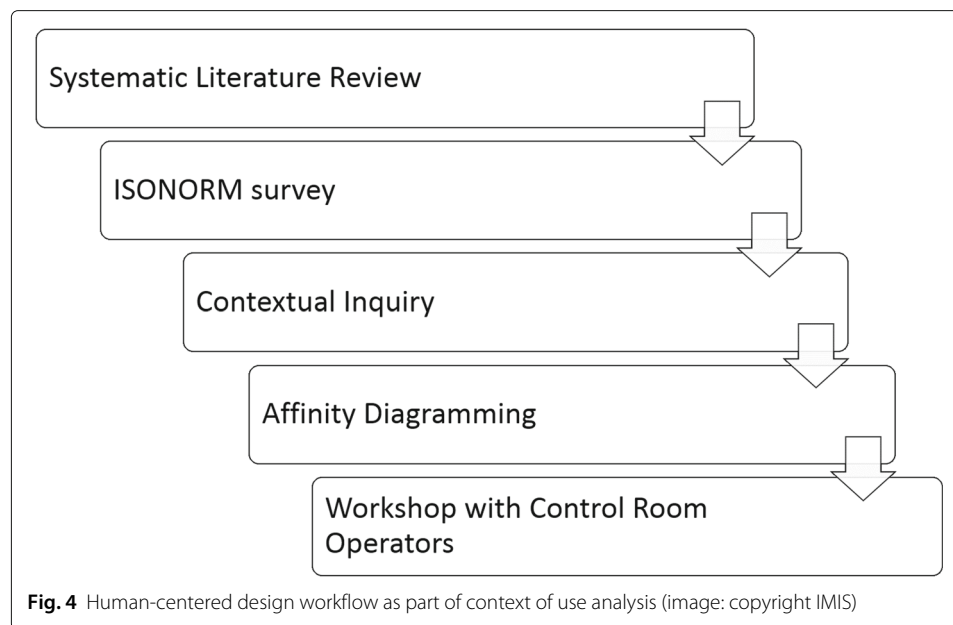 Systematic Literature Review
ISONORM survey
Contextual Inquiry
Affinity Diagramming
Workshop with Control Room
Operators
Fig. 4 Human-centered design workflow as part of context of use analysis (image: copyright IMIS)